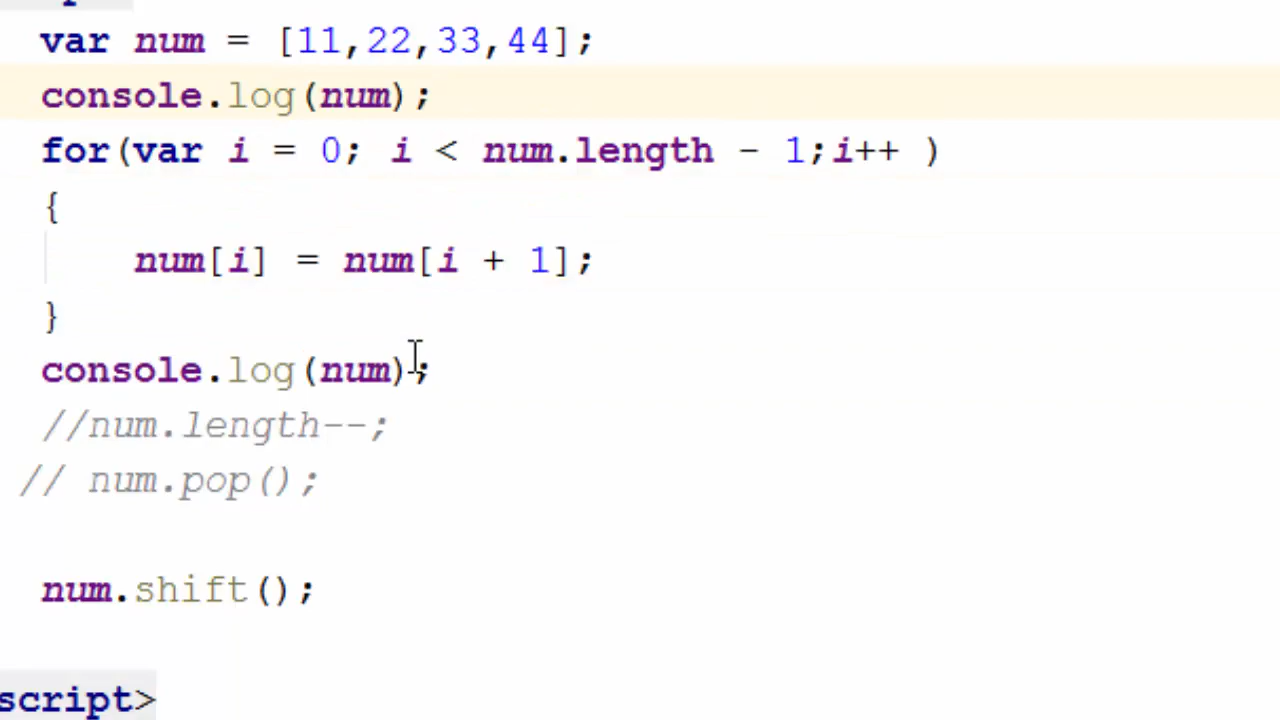 var num = [11,22,33,44];
console.log(num);
for(var i = 0; i < num.length - 1;i++ )
{
num[i] = num[i + 1];
}
console.log(num);
//num.length--;
// num.pop();
num.shift();
script>